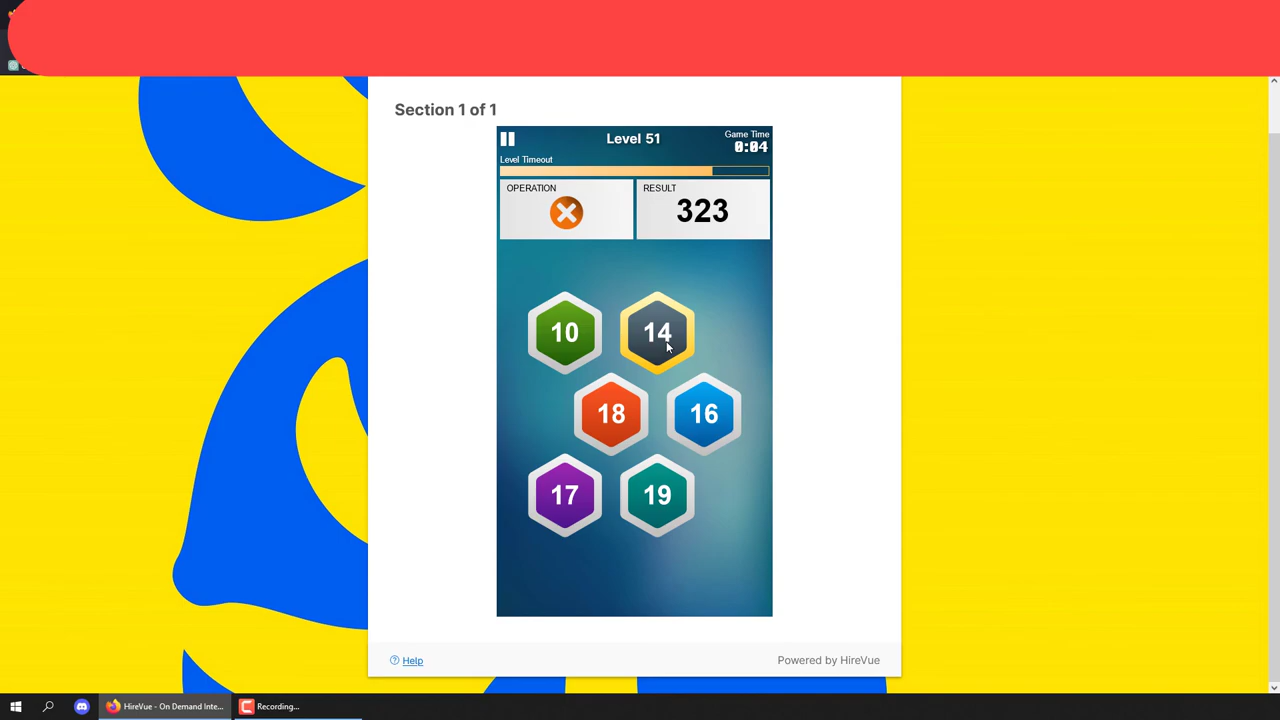 Section 1 of 1
Level 51
Game Time
0:04
Level Timeout
OPERATION
RESULT
323
10
14
18
16
17
19
Help
Powered by HireVue
HireVue - On Demand Inte...
Recording...